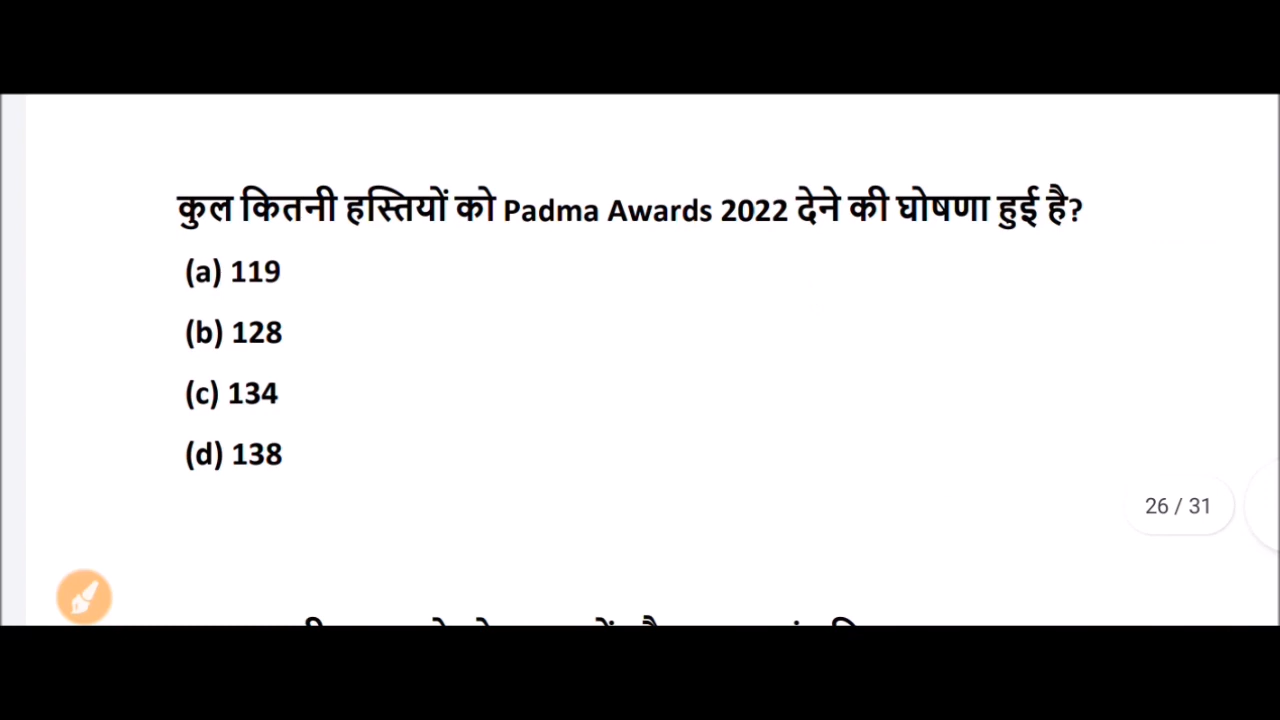 कुल कितनी हस्तियों को Padma Awards 2022 देने की घोषणा हुई है?
(a) 119
(b) 128
(c) 134
(d) 138
26 / 31